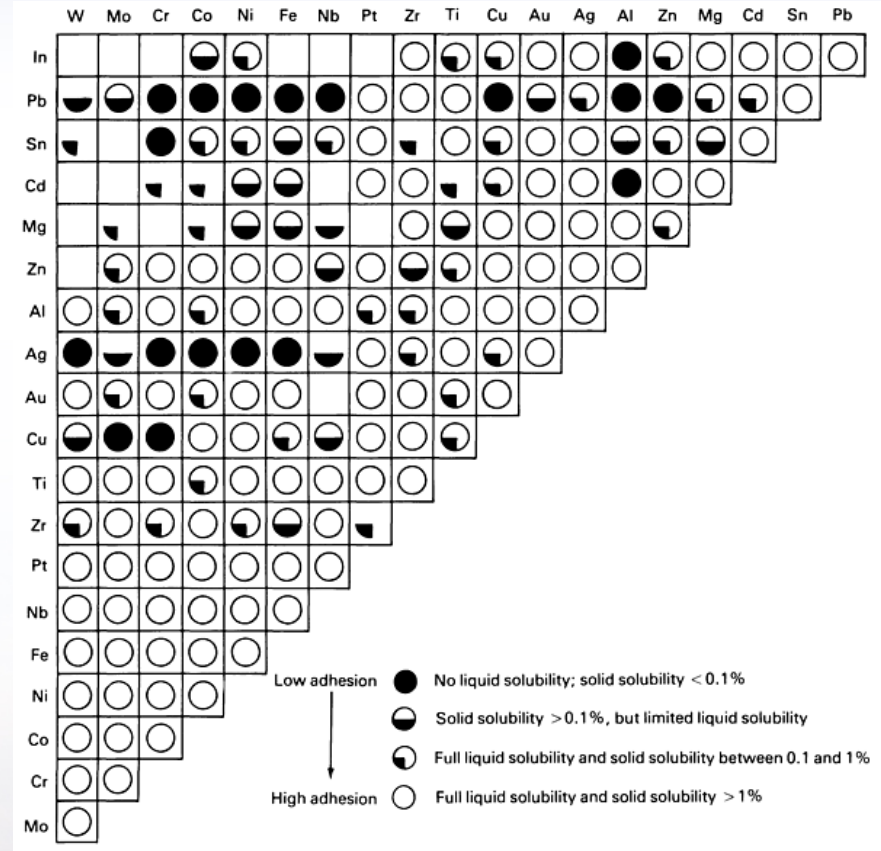 W Mo Cr Co Ni Fe Nb Pt Zr Ti Cu Au Ag Al Zn Mg Cd Sn Pb
In
Pb
Sn
Cd
Mg
Zn
Al
Ag
Au
Cu
Ti
Zr
Pt
Nb
Fe
Ni
Co
Cr
Mo
Low adhesion
No liquid solubility; solid solubility < 0.1%
Solid solubility > 0.1%, but limited liquid solubility
Full liquid solubility and solid solubility between 0.1 and 1%
High adhesion
Full liquid solubility and solid solubility > 1%